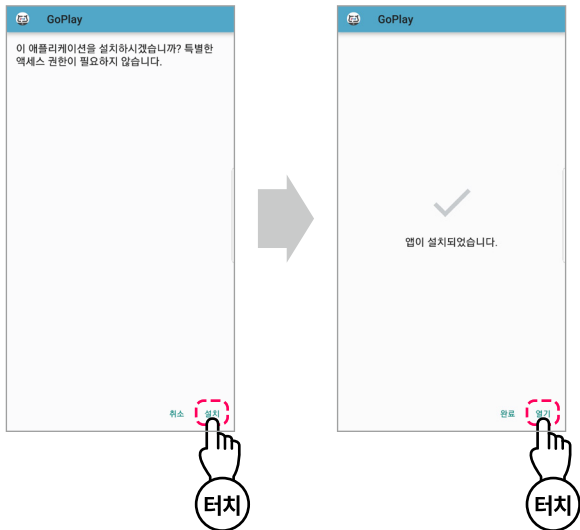 GoPlay
이 애플리케이션을 설치하시겠습니까? 특별한
액세스 권한이 필요하지 않습니다.
취소 설치
터치
GoPlay
앱이 설치되었습니다.
완료 열기
터치